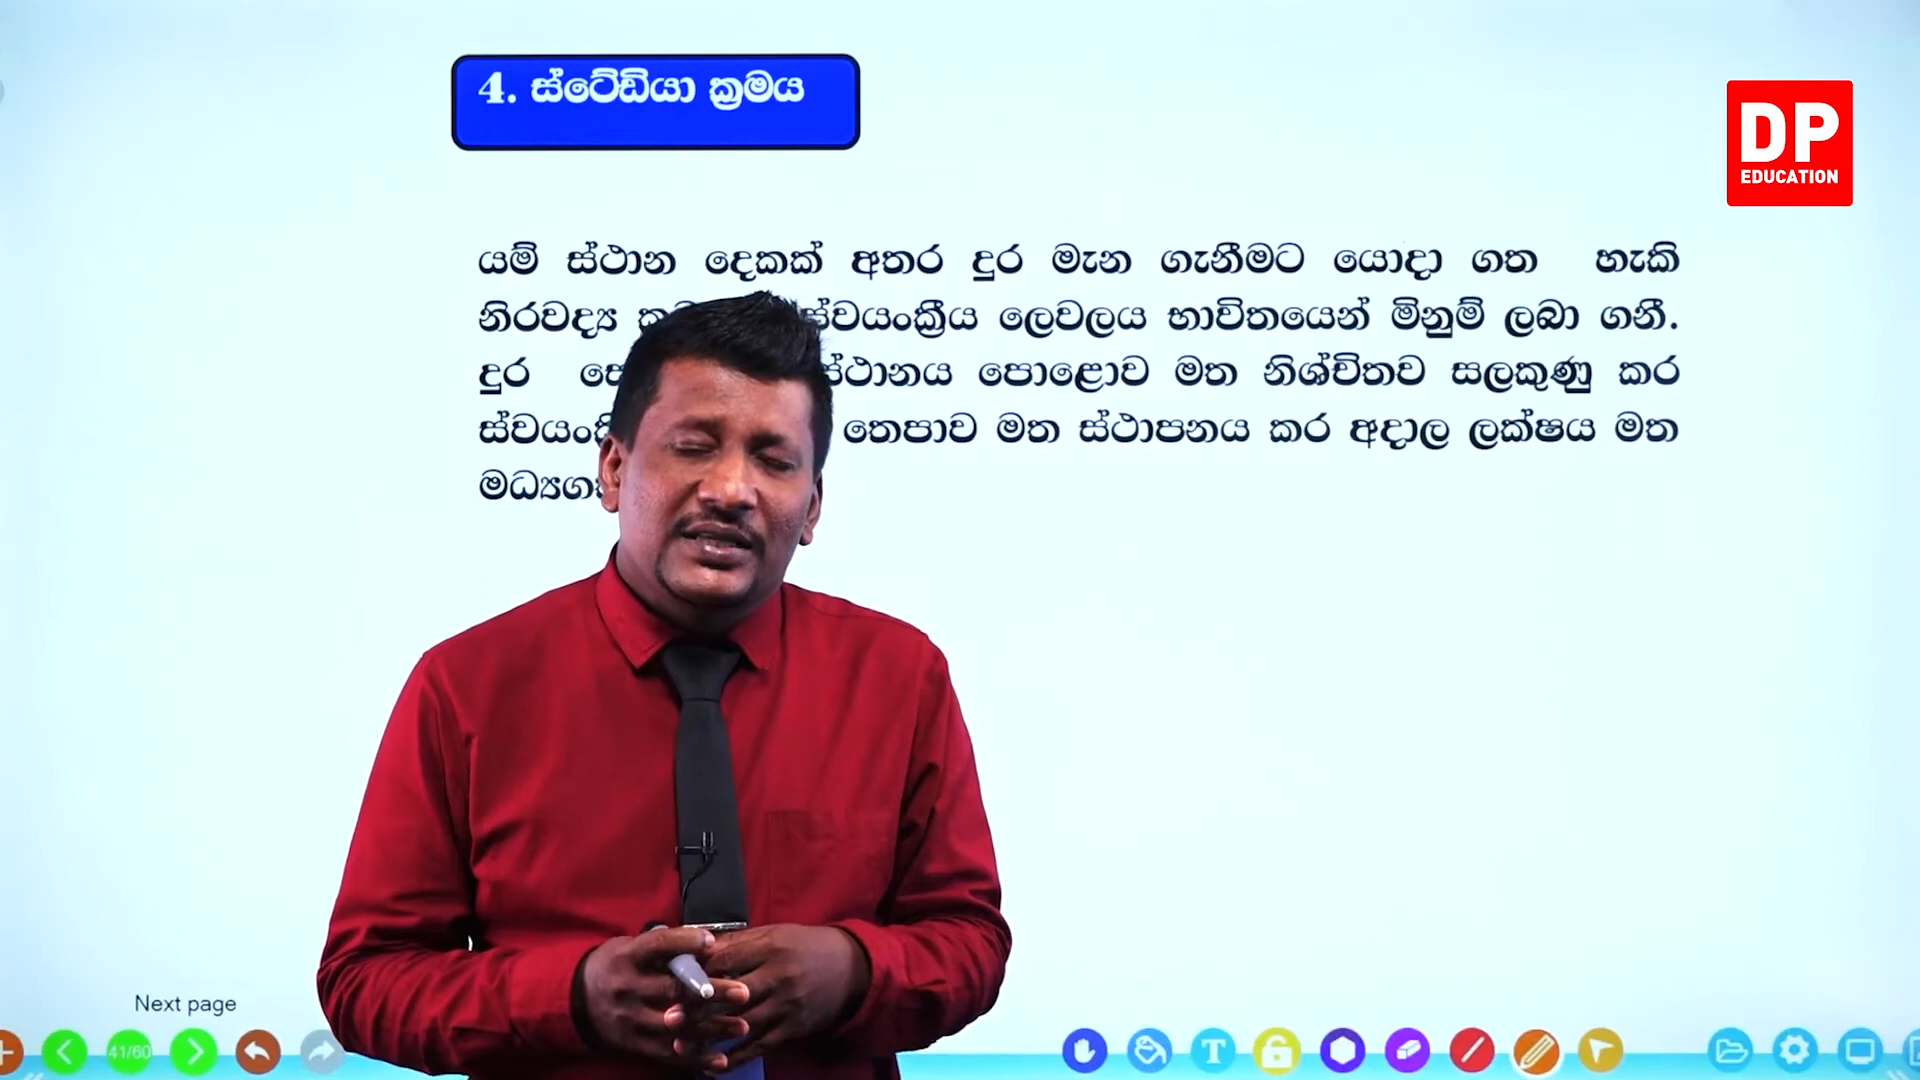 4. ස්ටේඩියා ක්‍රමය
DP
EDUCATION
යම් ස්ථාන දෙකක් අතර දුර මැන ගැනීමට යොදා ගත හැකි
නිරවද්‍ය ස්වයංක්‍රීය ලෙවලය භාවිතයෙන් මිනුම් ලබා ගනී.
දුර ස්ථානය පොළොව මත නිශ්චිතව සලකුණු කර
තෙපාව මත ස්ථාපනය කර අදාල ලක්ෂය මත
Next page
41/60
T